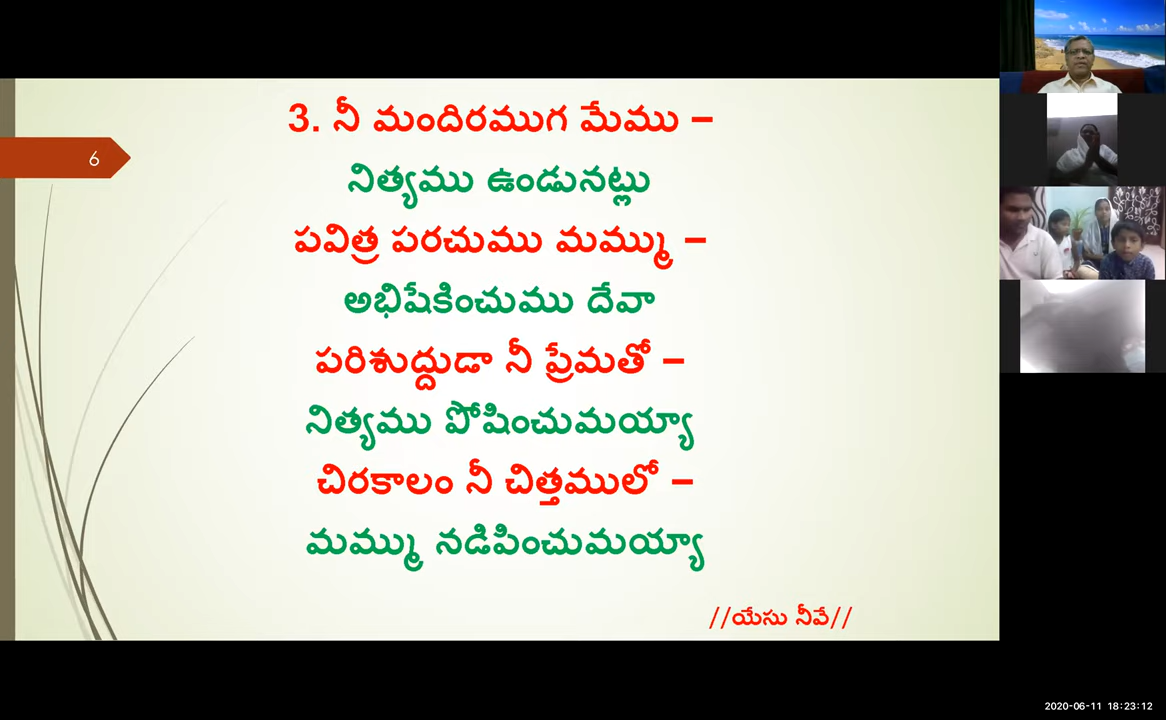 6
3. నీ మందిరముగ మేము –
నిత్యము ఉండునట్లు
పవిత్ర పరచుము మమ్ము –
అభిషేకించుము దేవా
పరిశుద్దుడా నీ ప్రేమతో –
నిత్యము పోషించుమయ్యా
చిరకాలం నీ చిత్తములో –
మమ్ము నడిపించుమయ్యా
//యేసు నీవే//
2020-06-11 18:23:12